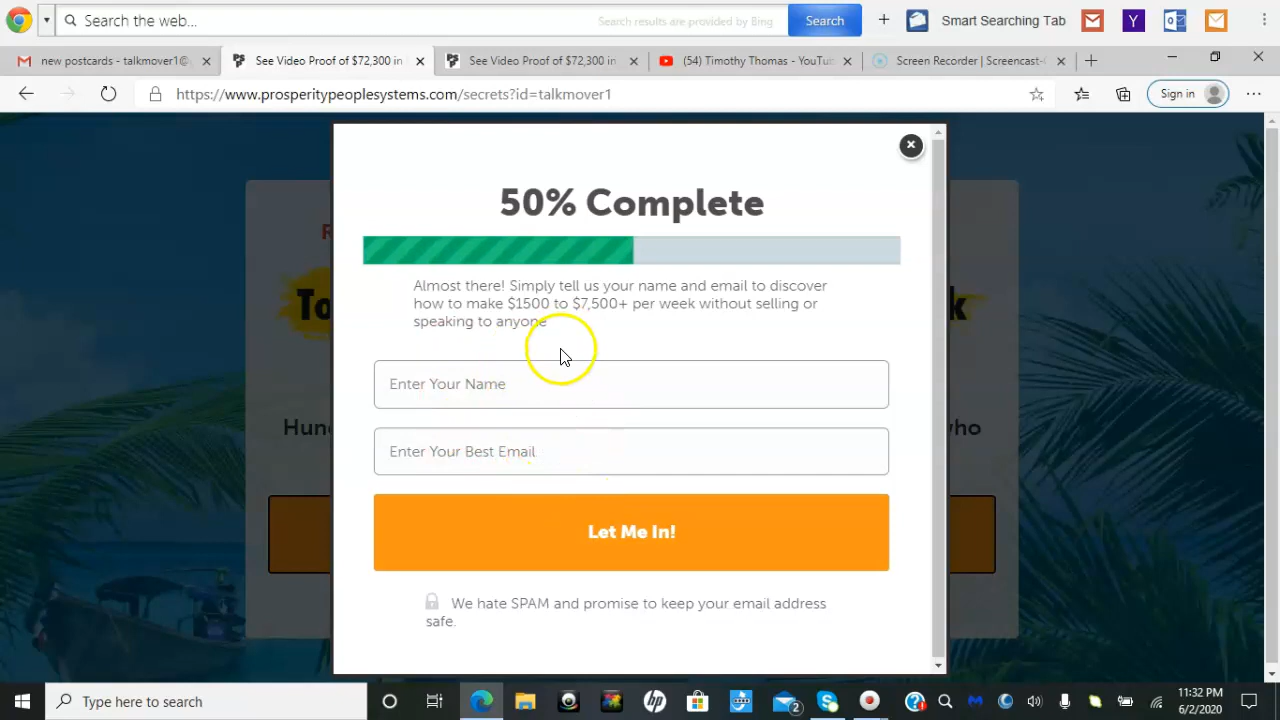 Search the web...
Search results are provided by Bing
Search
Smart Searching Tab
new postcards - talkmover1@
See Video Proof of $72,300 in
See Video Proof of $72,300 in
(54) Timothy Thomas - YouTu
Screen Recorder | Screencast-
https://www.prosperitypeoplesystems.com/secrets?id=talkmover1
Sign in
50% Complete
Almost there! Simply tell us your name and email to discover
how to make $1500 to $7,500+ per week without selling or
speaking to anyone
To
k
Enter Your Name
Hun
who
Enter Your Best Email
Let Me In!
We hate SPAM and promise to keep your email address
safe.
Type here to search
2
11:32 PM
6/2/2020